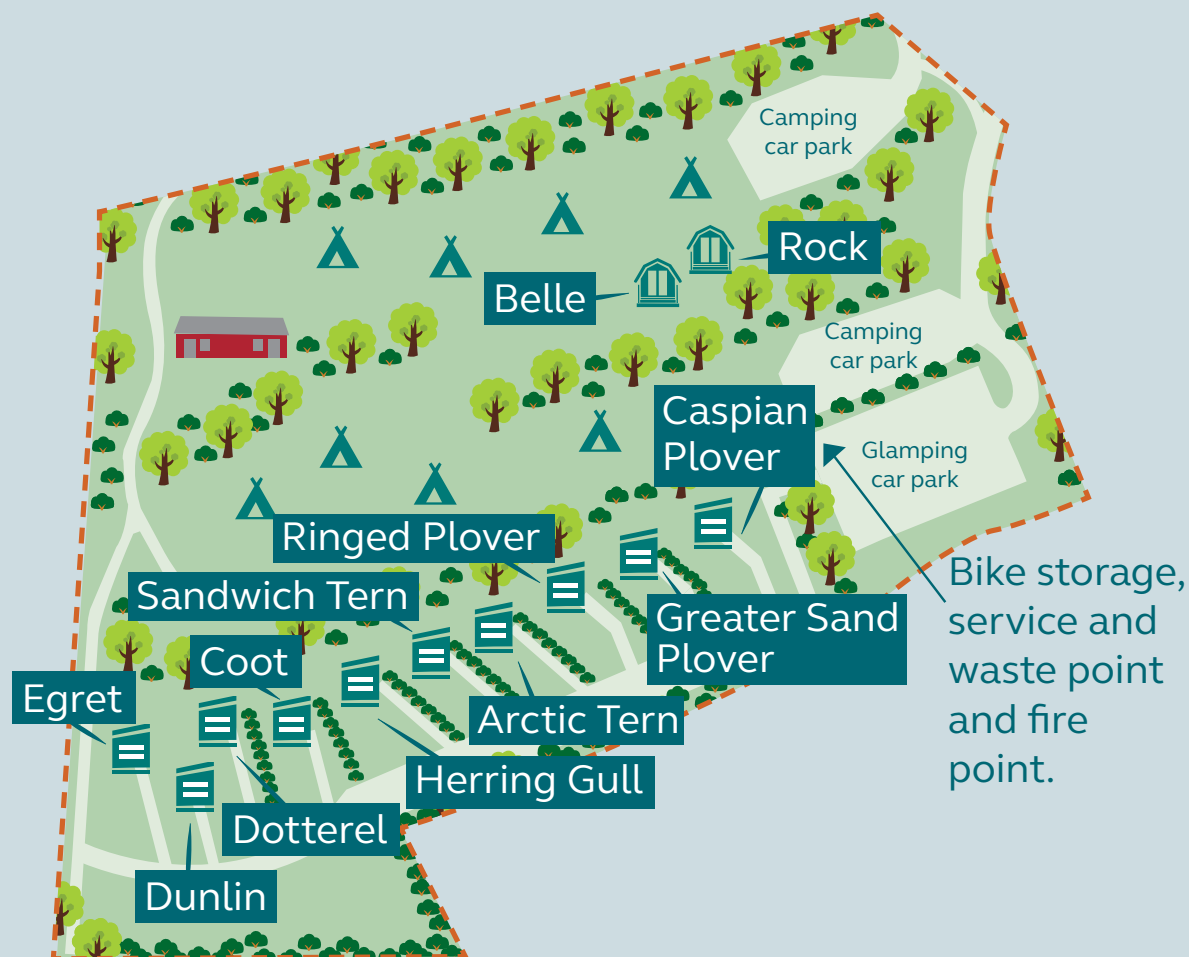 Camping
car park
Rock
Belle
Camping
car park
Caspian
Plover
Glamping
car park
Ringed Plover
Bike storage,
service and
waste point
and fire
point.
Sandwich Tern
Greater Sand
Plover
Coot
Egret
Arctic Tern
Herring Gull
Dotterel
Dunlin